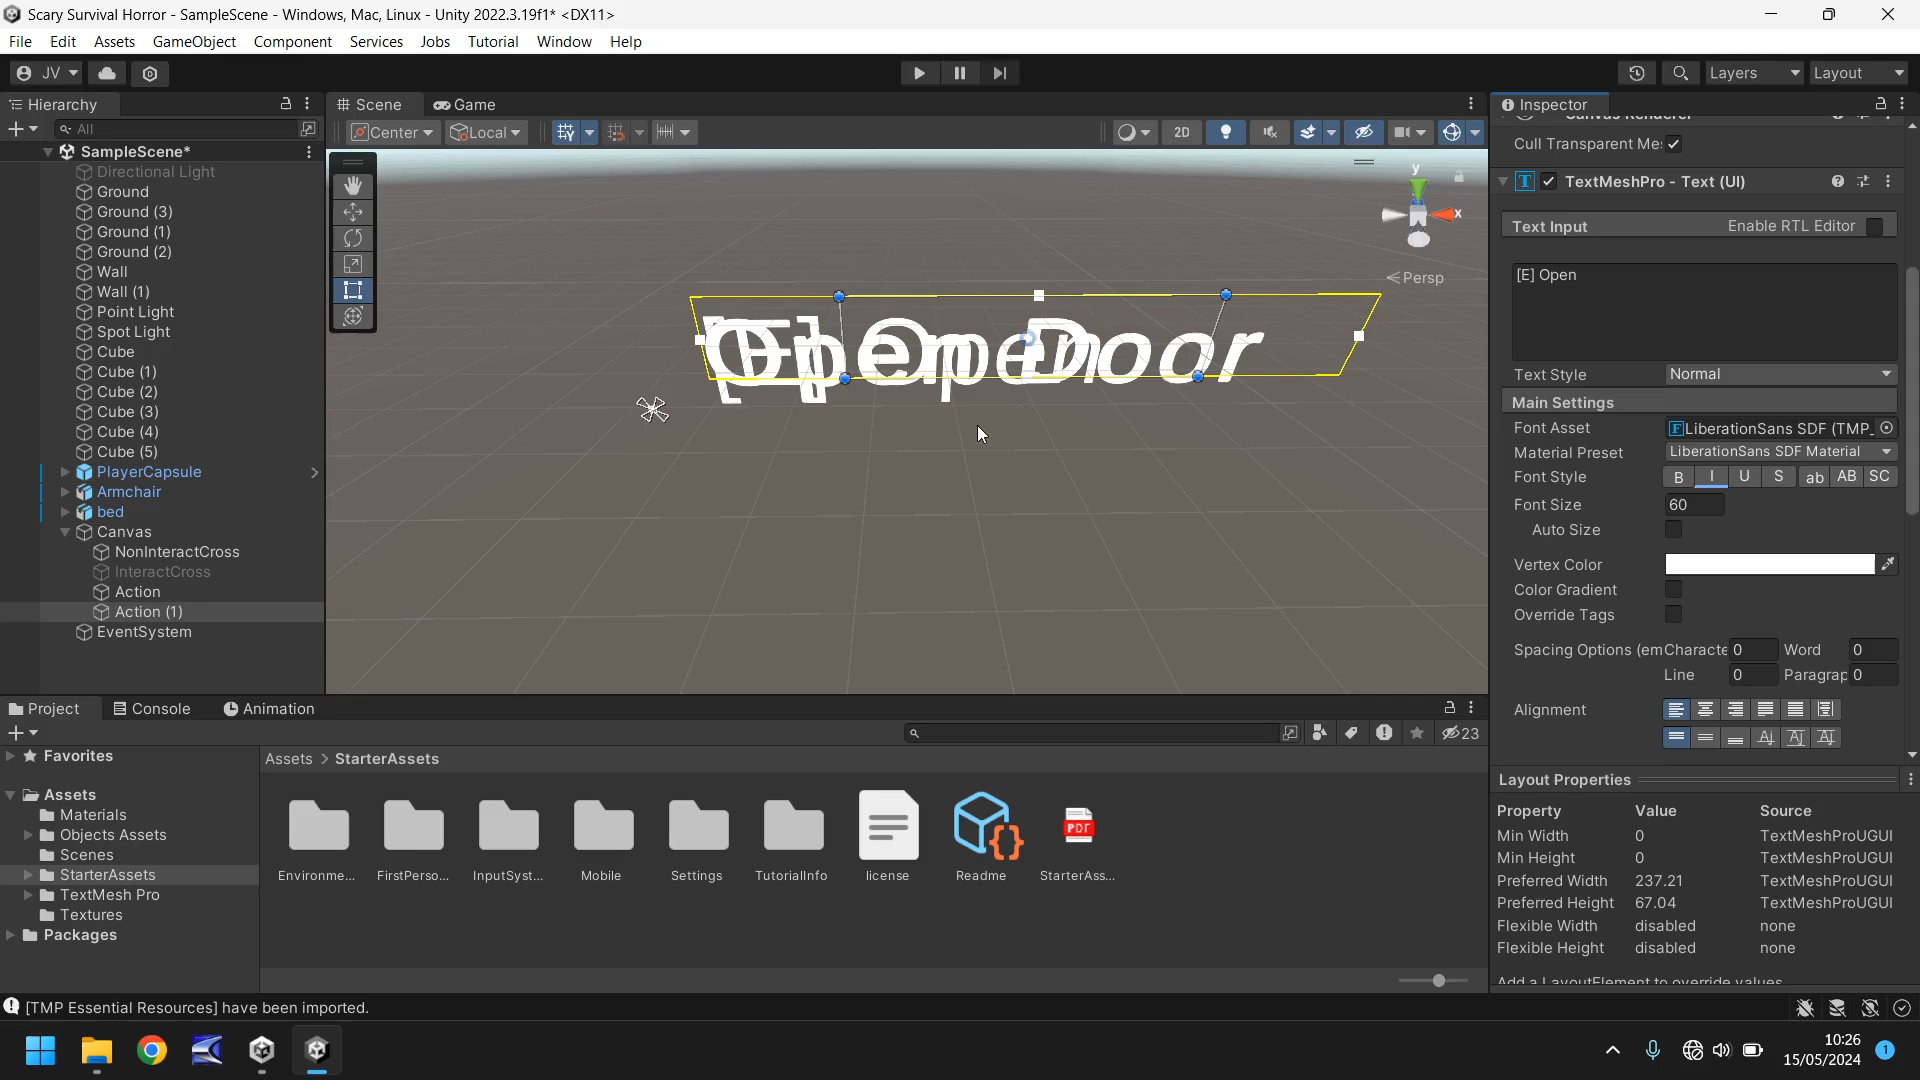 Scary Survival Horror - SampleScene - Windows, Mac, Linux - Unity 2022.3.19f1* <DX11>
File Edit Assets GameObject Component Services Jobs Tutorial Window Help
JV Layers Layout
Hierarchy
All
SampleScene*
Directional Light
Ground
Ground (3)
Ground (1)
Ground (2)
Wall
Wall (1)
Point Light
Spot Light
Cube
Cube (1)
Cube (2)
Cube (3)
Cube (4)
Cube (5)
PlayerCapsule
Armchair
bed
Canvas
NonInteractCross
InteractCross
Action
Action (1)
EventSystem
Scene Game
Center Local 2D
y
x
Persp
Open Door
[E] Open
Inspector
Cull Transparent Me:
TextMeshPro - Text (UI)
Text Input Enable RTL Editor
[E] Open
Text Style Normal
Main Settings
Font Asset LiberationSans SDF (TMP_
Material Preset LiberationSans SDF Material
Font Style B I U S ab AB SC
Font Size 60
Auto Size
Vertex Color
Color Gradient
Override Tags
Spacing Options (em Characte 0 Word 0
Line 0 Paragrap 0
Alignment
Layout Properties
Property Value Source
Min Width 0 TextMeshProUGUI
Min Height 0 TextMeshProUGUI
Preferred Width 237.21 TextMeshProUGUI
Preferred Height 67.04 TextMeshProUGUI
Flexible Width disabled none
Flexible Height disabled none
Add a LayoutElement to override values
Project Console Animation
23
Favorites
Assets
Materials
Objects Assets
Scenes
StarterAssets
TextMesh Pro
Textures
Packages
Assets > StarterAssets
Environme... FirstPerso... InputSyst... Mobile Settings TutorialInfo license Readme StarterAss...
PDF
[TMP Essential Resources] have been imported.
10:26
15/05/2024
1